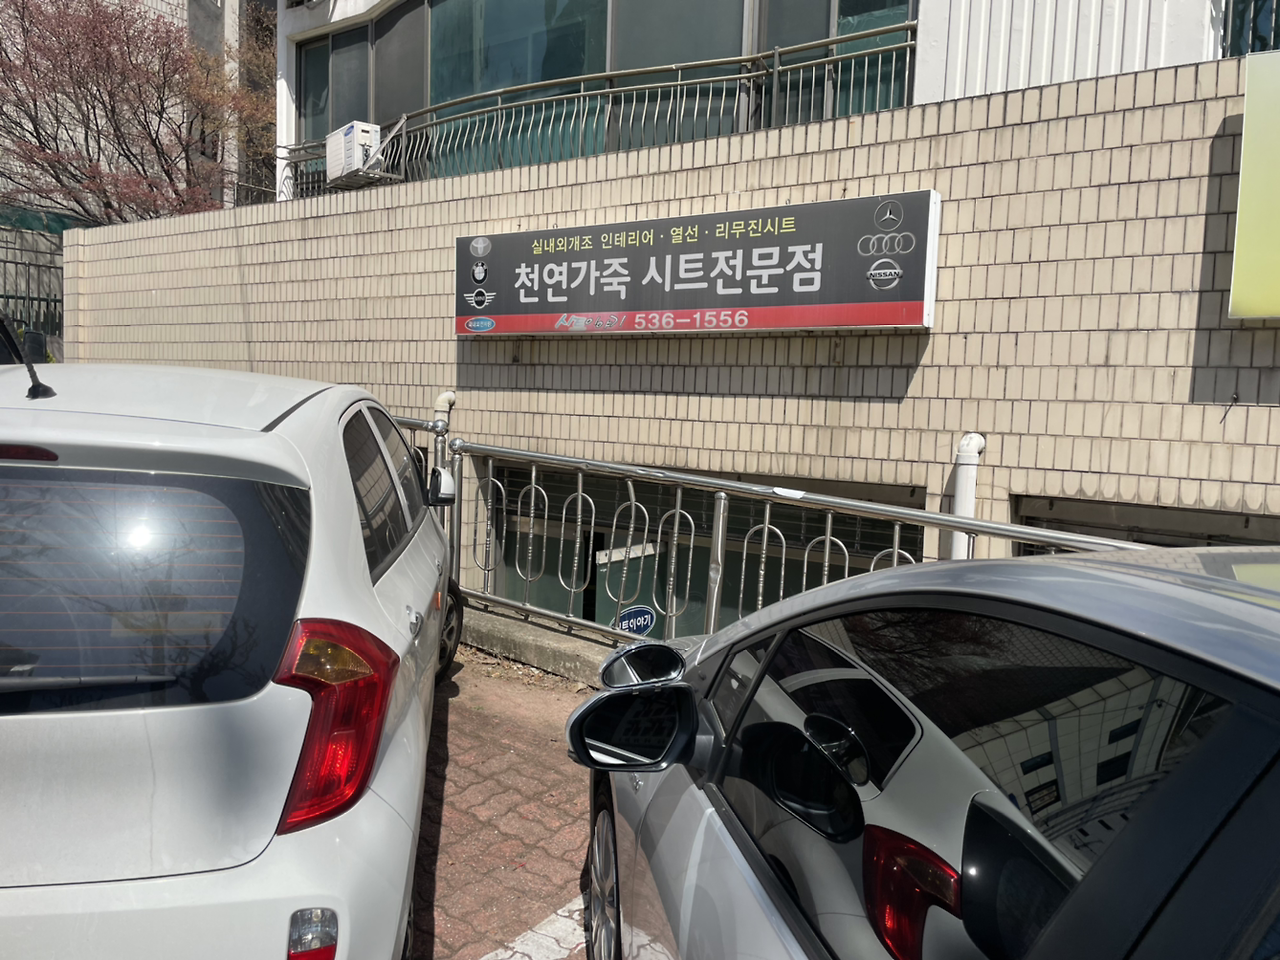 실내외개조 인테리어 · 열선 · 리무진시트
천연가죽 시트전문점
536-1556
NISSAN
트이야기